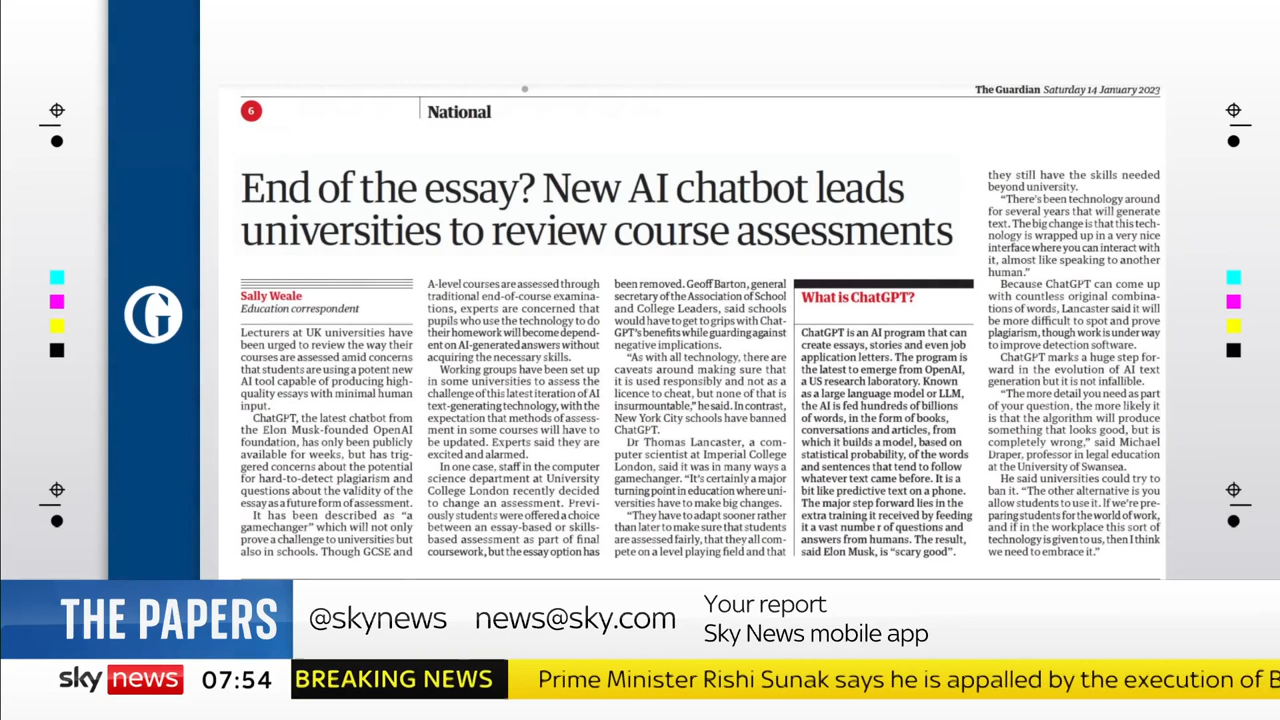 The Guardian Saturday 14 January 2023
6
National
End of the essay? New AI chatbot leads
universities to review course assessments
Sally Weale
Education correspondent
Lecturers at UK universities have
been urged to review the way their
courses are assessed amid concerns
that students are using a potent new
AI tool capable of producing high-
quality essays with minimal human
input.
ChatGPT, the latest chatbot from
the Elon Musk-founded OpenAI
foundation, has only been publicly
available for weeks, but has trig-
gered concerns about the potential
for hard-to-detect plagiarism and
questions about the validity of the
essay as a future form of assessment.
It has been described as "a
gamechanger" which will not only
prove a challenge to universities but
also in schools. Though GCSE and
A-level courses are assessed through
traditional end-of-course examina-
tions, experts are concerned that
pupils who use the technology to do
their homework will become depend-
ent on AI-generated answers without
acquiring the necessary skills.
Working groups have been set up
in some universities to assess the
challenge of this latest iteration of AI
text-generating technology, with the
expectation that methods of assess-
ment in some courses will have to
be updated. Experts said they are
excited and alarmed.
In one case, staff in the computer
science department at University
College London recently decided
to change an assessment. Previ-
ously students were offered a choice
between an essay-based or skills-
based assessment as part of final
coursework, but the essay option has
been removed. Geoff Barton, general
secretary of the Association of School
and College Leaders, said schools
would have to get to grips with Chat-
GPT's benefits while guarding against
negative implications.
"As with all technology, there are
caveats around making sure that
it is used responsibly and not as a
licence to cheat, but none of that is
insurmountable," he said. In contrast,
New York City schools have banned
ChatGPT.
Dr Thomas Lancaster, a com-
puter scientist at Imperial College
London, said it was in many ways a
gamechanger. "It's certainly a major
turning point in education where uni-
versities have to make big changes.
"They have to adapt sooner rather
than later to make sure that students
are assessed fairly, that they all com-
pete on a level playing field and that
What is ChatGPT?
ChatGPT is an AI program that can
create essays, stories and even job
application letters. The program is
the latest to emerge from OpenAI,
a US research laboratory. Known
as a large language model or LLM,
the AI is fed hundreds of billions
of words, in the form of books,
conversations and articles, from
which it builds a model, based on
statistical probability, of the words
and sentences that tend to follow
whatever text came before. It is a
bit like predictive text on a phone.
The major step forward lies in the
extra training it received by feeding
it a vast numbe r of questions and
answers from humans. The result,
said Elon Musk, is "scary good".
they still have the skills needed
beyond university.
"There's been technology around
for several years that will generate
text. The big change is that this tech-
nology is wrapped up in a very nice
interface where you can interact with
it, almost like speaking to another
human."
Because ChatGPT can come up
with countless original combina-
tions of words, Lancaster said it will
be more difficult to spot and prove
plagiarism, though work is under way
to improve detection software.
ChatGPT marks a huge step for-
ward in the evolution of AI text
generation but it is not infallible.
"The more detail you need as part
of your question, the more likely it
is that the algorithm will produce
something that looks good, but is
completely wrong," said Michael
Draper, professor in legal education
at the University of Swansea.
He said universities could try to
ban it. "The other alternative is you
allow students to use it. If we're pre-
paring students for the world of work,
and if in the workplace this sort of
technology is given to us, then I think
we need to embrace it."
THE PAPERS
@skynews news@sky.com
Your report
Sky News mobile app
sky news 07:54 BREAKING NEWS Prime Minister Rishi Sunak says he is appalled by the execution of B